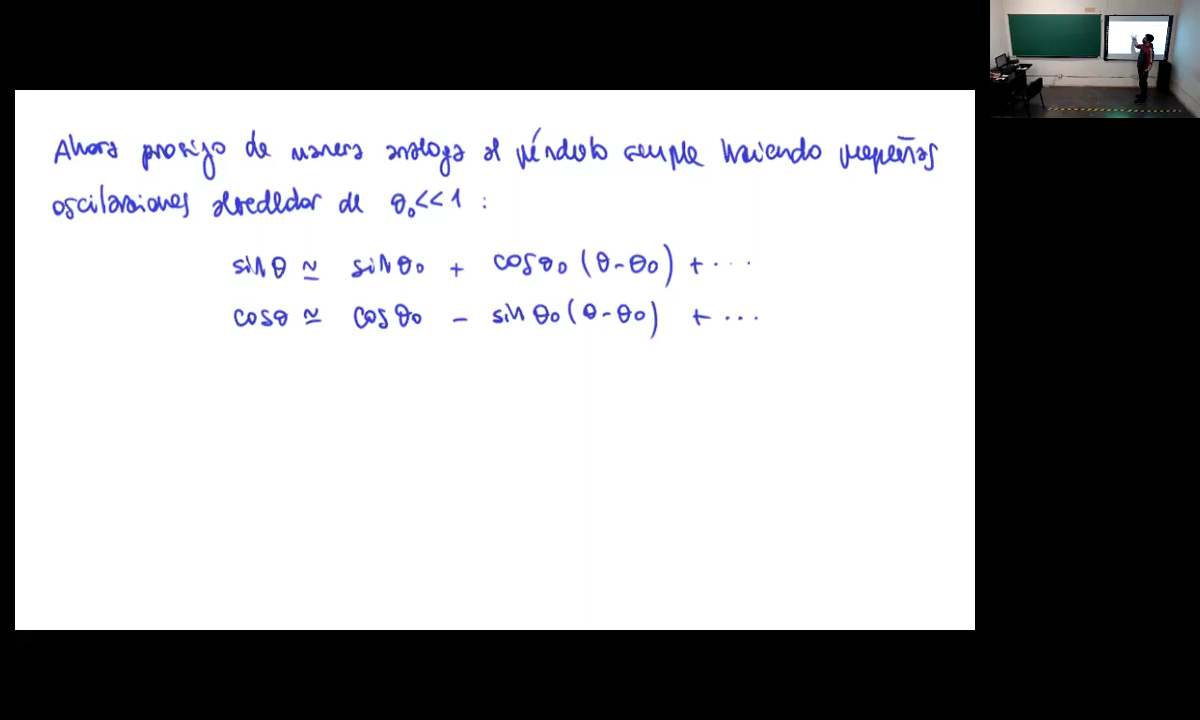 Ahora prosigo de manera análoga al péndulo simple haciendo pequeñas
oscilaciones alrededor de θ₀<<1 :
sin θ ≃ sin θ₀ + cos θ₀ (θ-θ₀) + ...
cos θ ≃ cos θ₀ - sin θ₀ (θ-θ₀) + ...